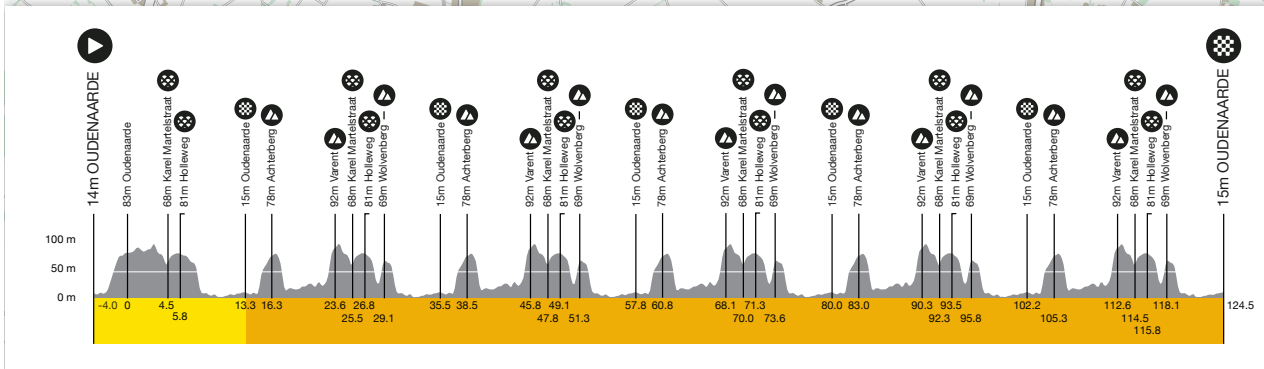 14m OUDENAARDE
83m Oudenaarde
68m Karel Martelstraat
81m Holleweg
15m Oudenaarde
78m Achterberg
92m Varent
68m Karel Martelstraat
81m Holleweg
69m Wolvenberg
15m Oudenaarde
78m Achterberg
92m Varent
68m Karel Martelstraat
81m Holleweg
69m Wolvenberg
15m Oudenaarde
78m Achterberg
92m Varent
68m Karel Martelstraat
81m Holleweg
69m Wolvenberg
15m Oudenaarde
78m Achterberg
92m Varent
68m Karel Martelstraat
81m Holleweg
69m Wolvenberg
15m Oudenaarde
78m Achterberg
92m Varent
68m Karel Martelstraat
81m Holleweg
69m Wolvenberg
15m OUDENAARDE
100 m
50 m
0 m
-4.0 0 4.5 13.3 16.3 23.6 26.8 35.5 38.5 45.8 49.1 57.8 60.8 68.1 71.3 80.0 83.0 90.3 93.5 102.2 112.6 118.1 124.5
5.8 25.5 29.1 47.8 51.3 70.0 73.6 92.3 95.8 105.3 114.5
115.8